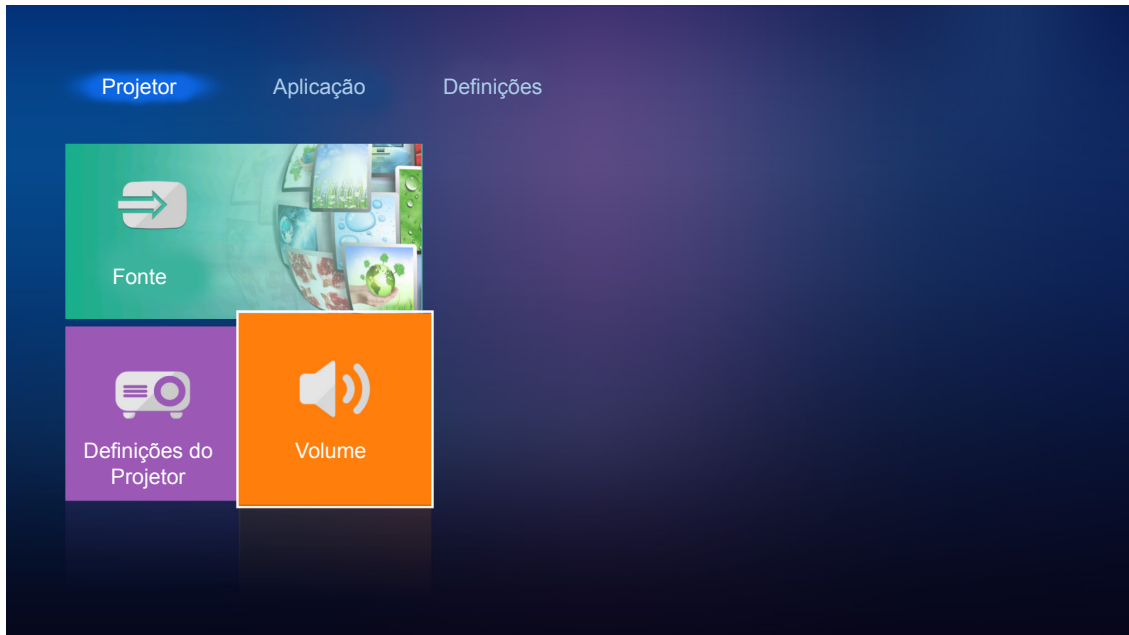 Projetor
Aplicação
Definições
Fonte
Definições do
Projetor
Volume